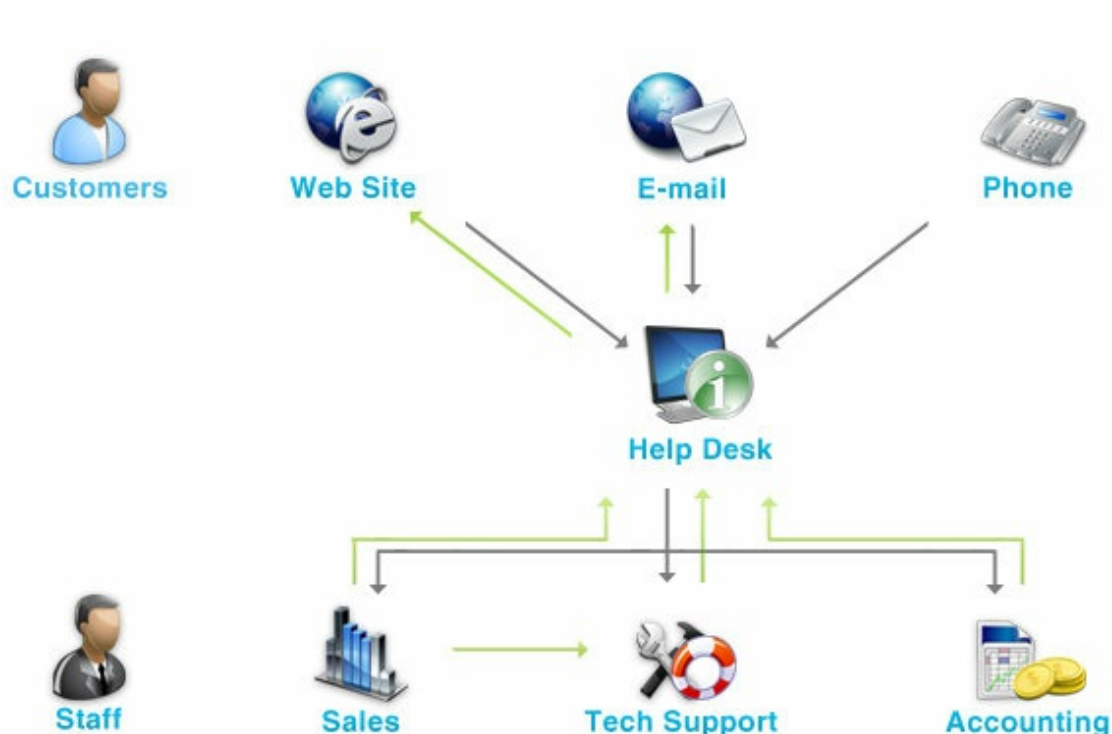 Customers
Web Site
E-mail
Phone
Help Desk
Staff
Sales
Tech Support
Accounting